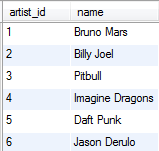 artist_id name
1 Bruno Mars
2 Billy Joel
3 Pitbull
4 Imagine Dragons
5 Daft Punk
6 Jason Derulo